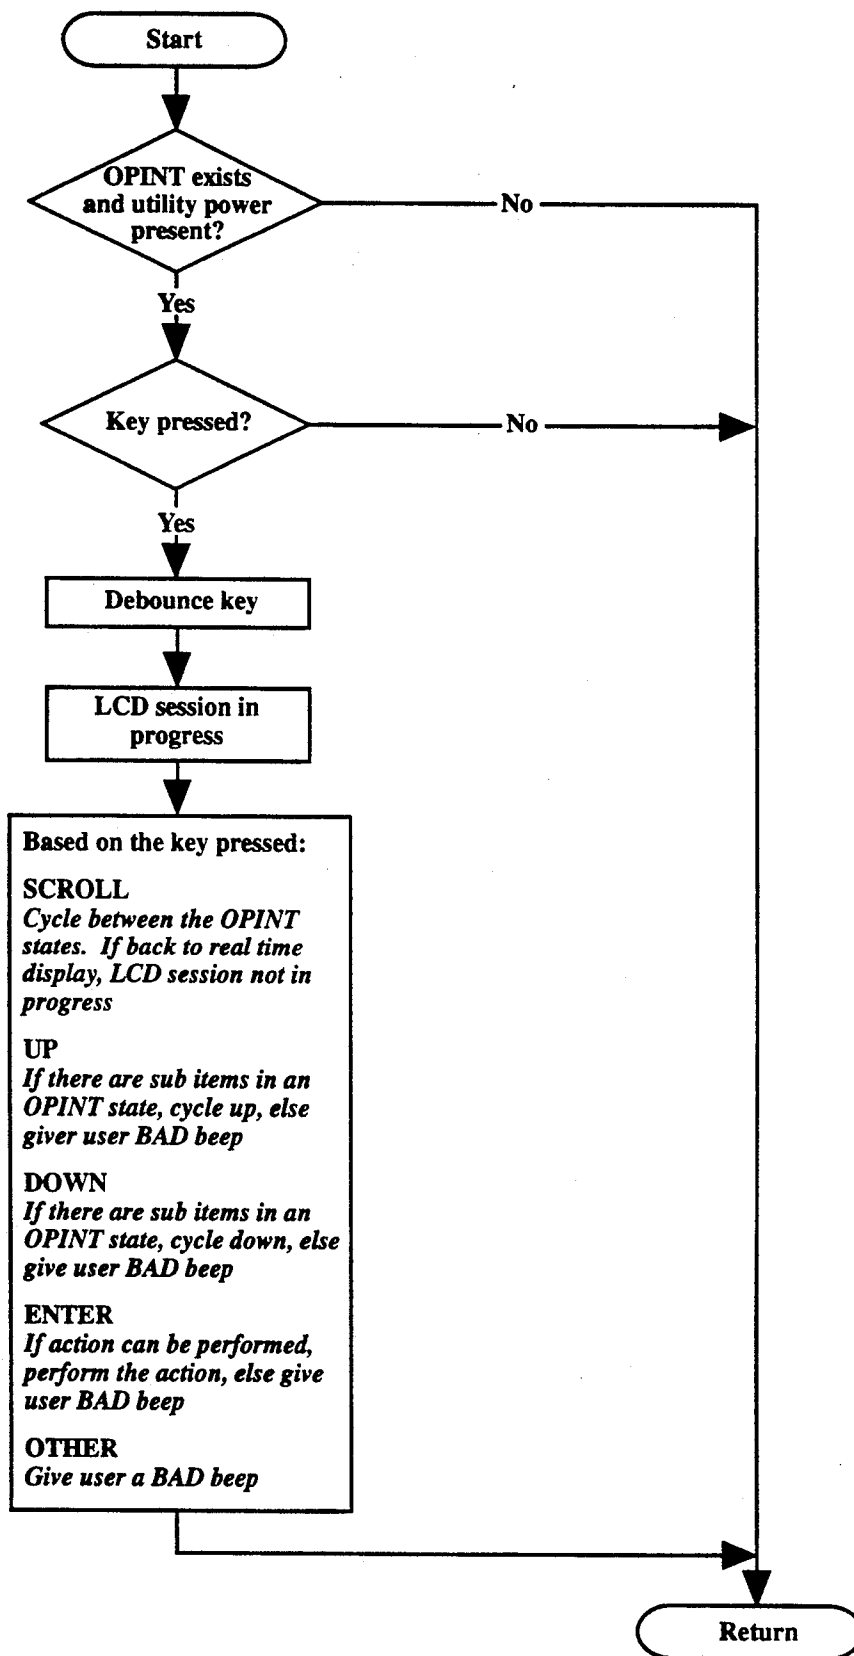 Start
OPINT exists
and utility power
present?
No
Yes
Key pressed?
No
Yes
Debounce key
LCD session in
progress
Based on the key pressed:
SCROLL
Cycle between the OPINT
states. If back to real time
display, LCD session not in
progress
UP
If there are sub items in an
OPINT state, cycle up, else
giver user BAD beep
DOWN
If there are sub items in an
OPINT state, cycle down, else
give user BAD beep
ENTER
If action can be performed,
perform the action, else give
user BAD beep
OTHER
Give user a BAD beep
Return